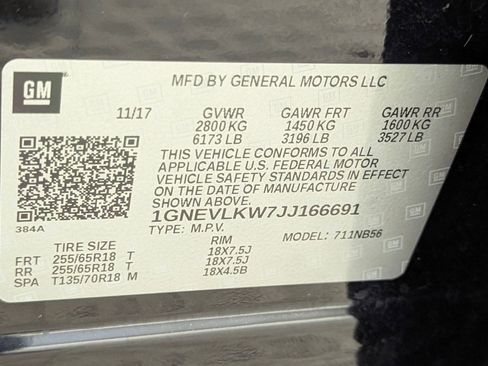 GM
MFD BY GENERAL MOTORS LLC
11/17 GVWR GAWR FRT GAWR RR
2800 KG 1450 KG 1600 KG
6173 LB 3196 LB 3527 LB
THIS VEHICLE CONFORMS TO ALL
APPLICABLE U.S. FEDERAL MOTOR
VEHICLE SAFETY STANDARDS IN EFFECT
ON THE DATE OF MANUFACTURE
SHOWN ABOVE.
1GNEVLKW7JJ166691
384A
TYPE: M.P.V. MODEL: 711NB56
TIRE SIZE RIM
FRT 255/65R18 T 18X7.5J
RR 255/65R18 T 18X7.5J
SPA T135/70R18 M 18X4.5B